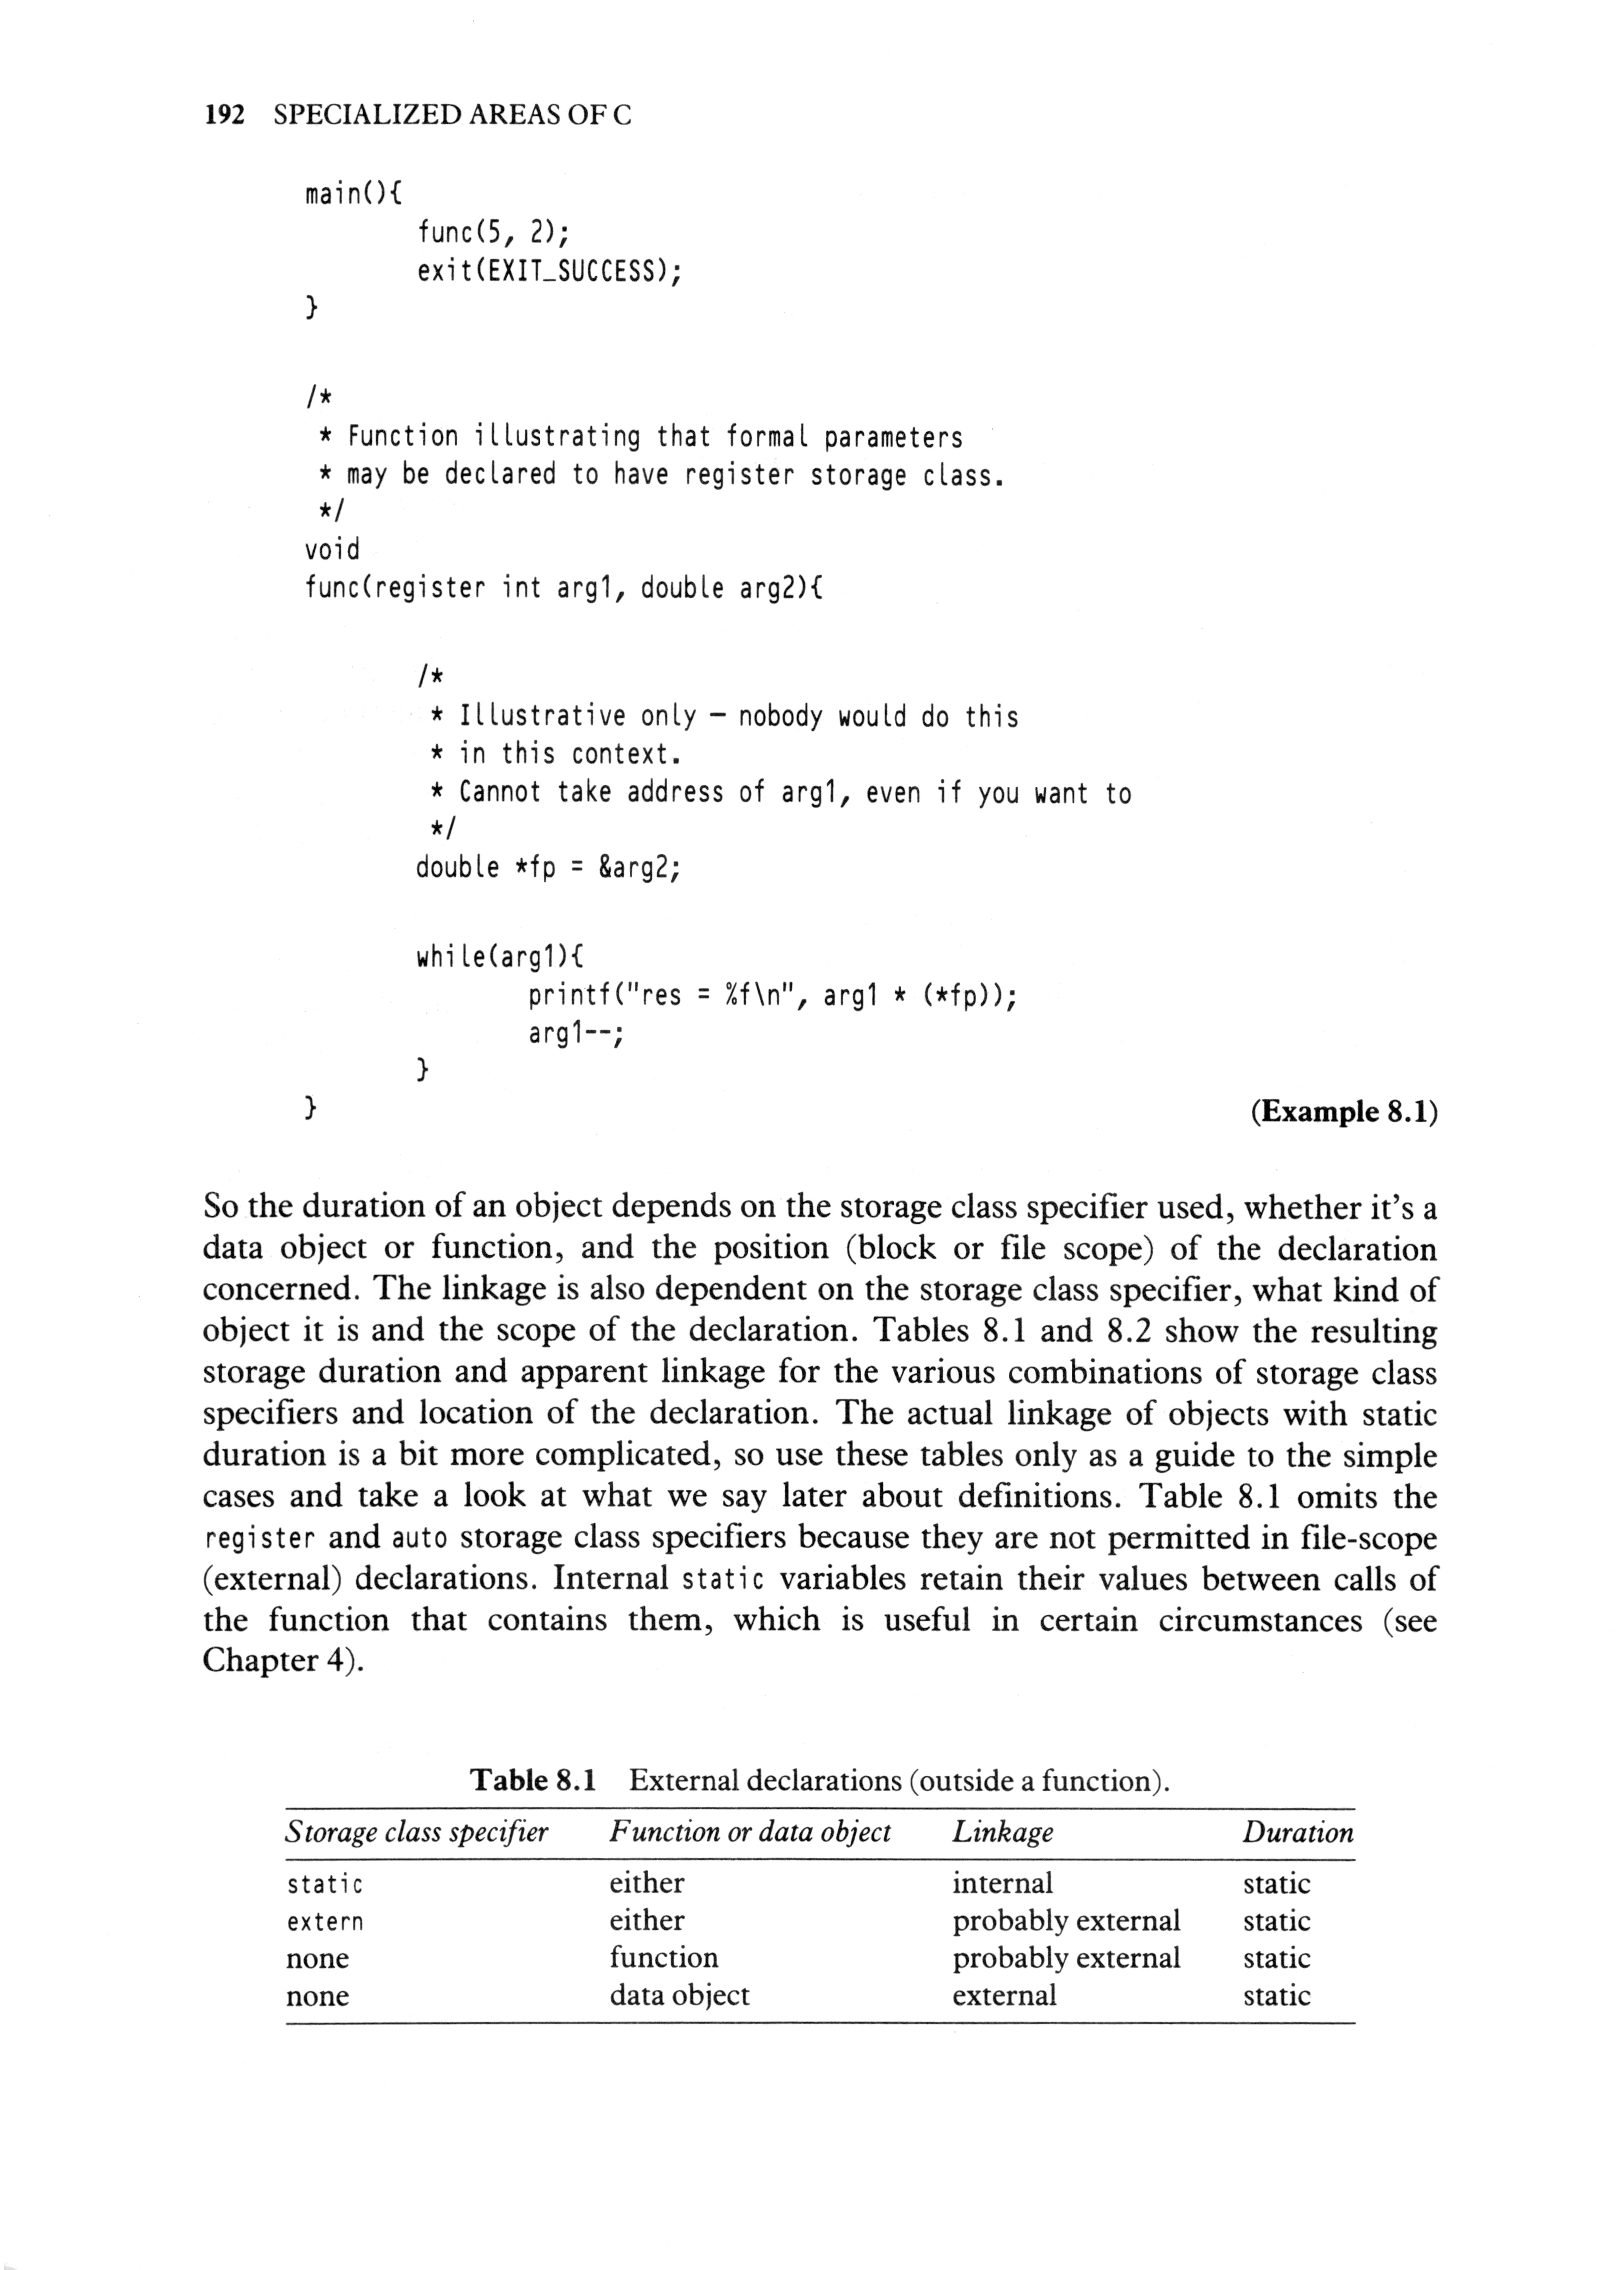 192 SPECIALIZED AREAS OF C
main(){
func(5, 2);
exit(EXIT_SUCCESS);
}
/*
* Function illustrating that formal parameters
* may be declared to have register storage class.
*/
void
func(register int arg1, double arg2){
/*
* Illustrative only – nobody would do this
* in this context.
* Cannot take address of arg1, even if you want to
*/
double *fp = &arg2;
while(arg1){
printf("res = %f\n", arg1 * (*fp));
arg1--;
}
} (Example 8.1)
So the duration of an object depends on the storage class specifier used, whether it's a
data object or function, and the position (block or file scope) of the declaration
concerned. The linkage is also dependent on the storage class specifier, what kind of
object it is and the scope of the declaration. Tables 8.1 and 8.2 show the resulting
storage duration and apparent linkage for the various combinations of storage class
specifiers and location of the declaration. The actual linkage of objects with static
duration is a bit more complicated, so use these tables only as a guide to the simple
cases and take a look at what we say later about definitions. Table 8.1 omits the
register and auto storage class specifiers because they are not permitted in file-scope
(external) declarations. Internal static variables retain their values between calls of
the function that contains them, which is useful in certain circumstances (see
Chapter 4).
Table 8.1 External declarations (outside a function).
Storage class specifier Function or data object Linkage Duration
static either internal static
extern either probably external static
none function probably external static
none data object external static